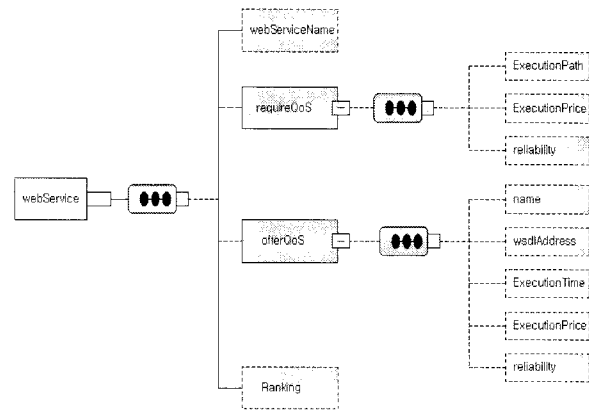 webServiceName
ExecutionPath
requireQoS
ExecutionPrice
reliability
webService
name
offerQoS
wsdlAddress
ExecutionTime
ExecutionPrice
reliability
Ranking